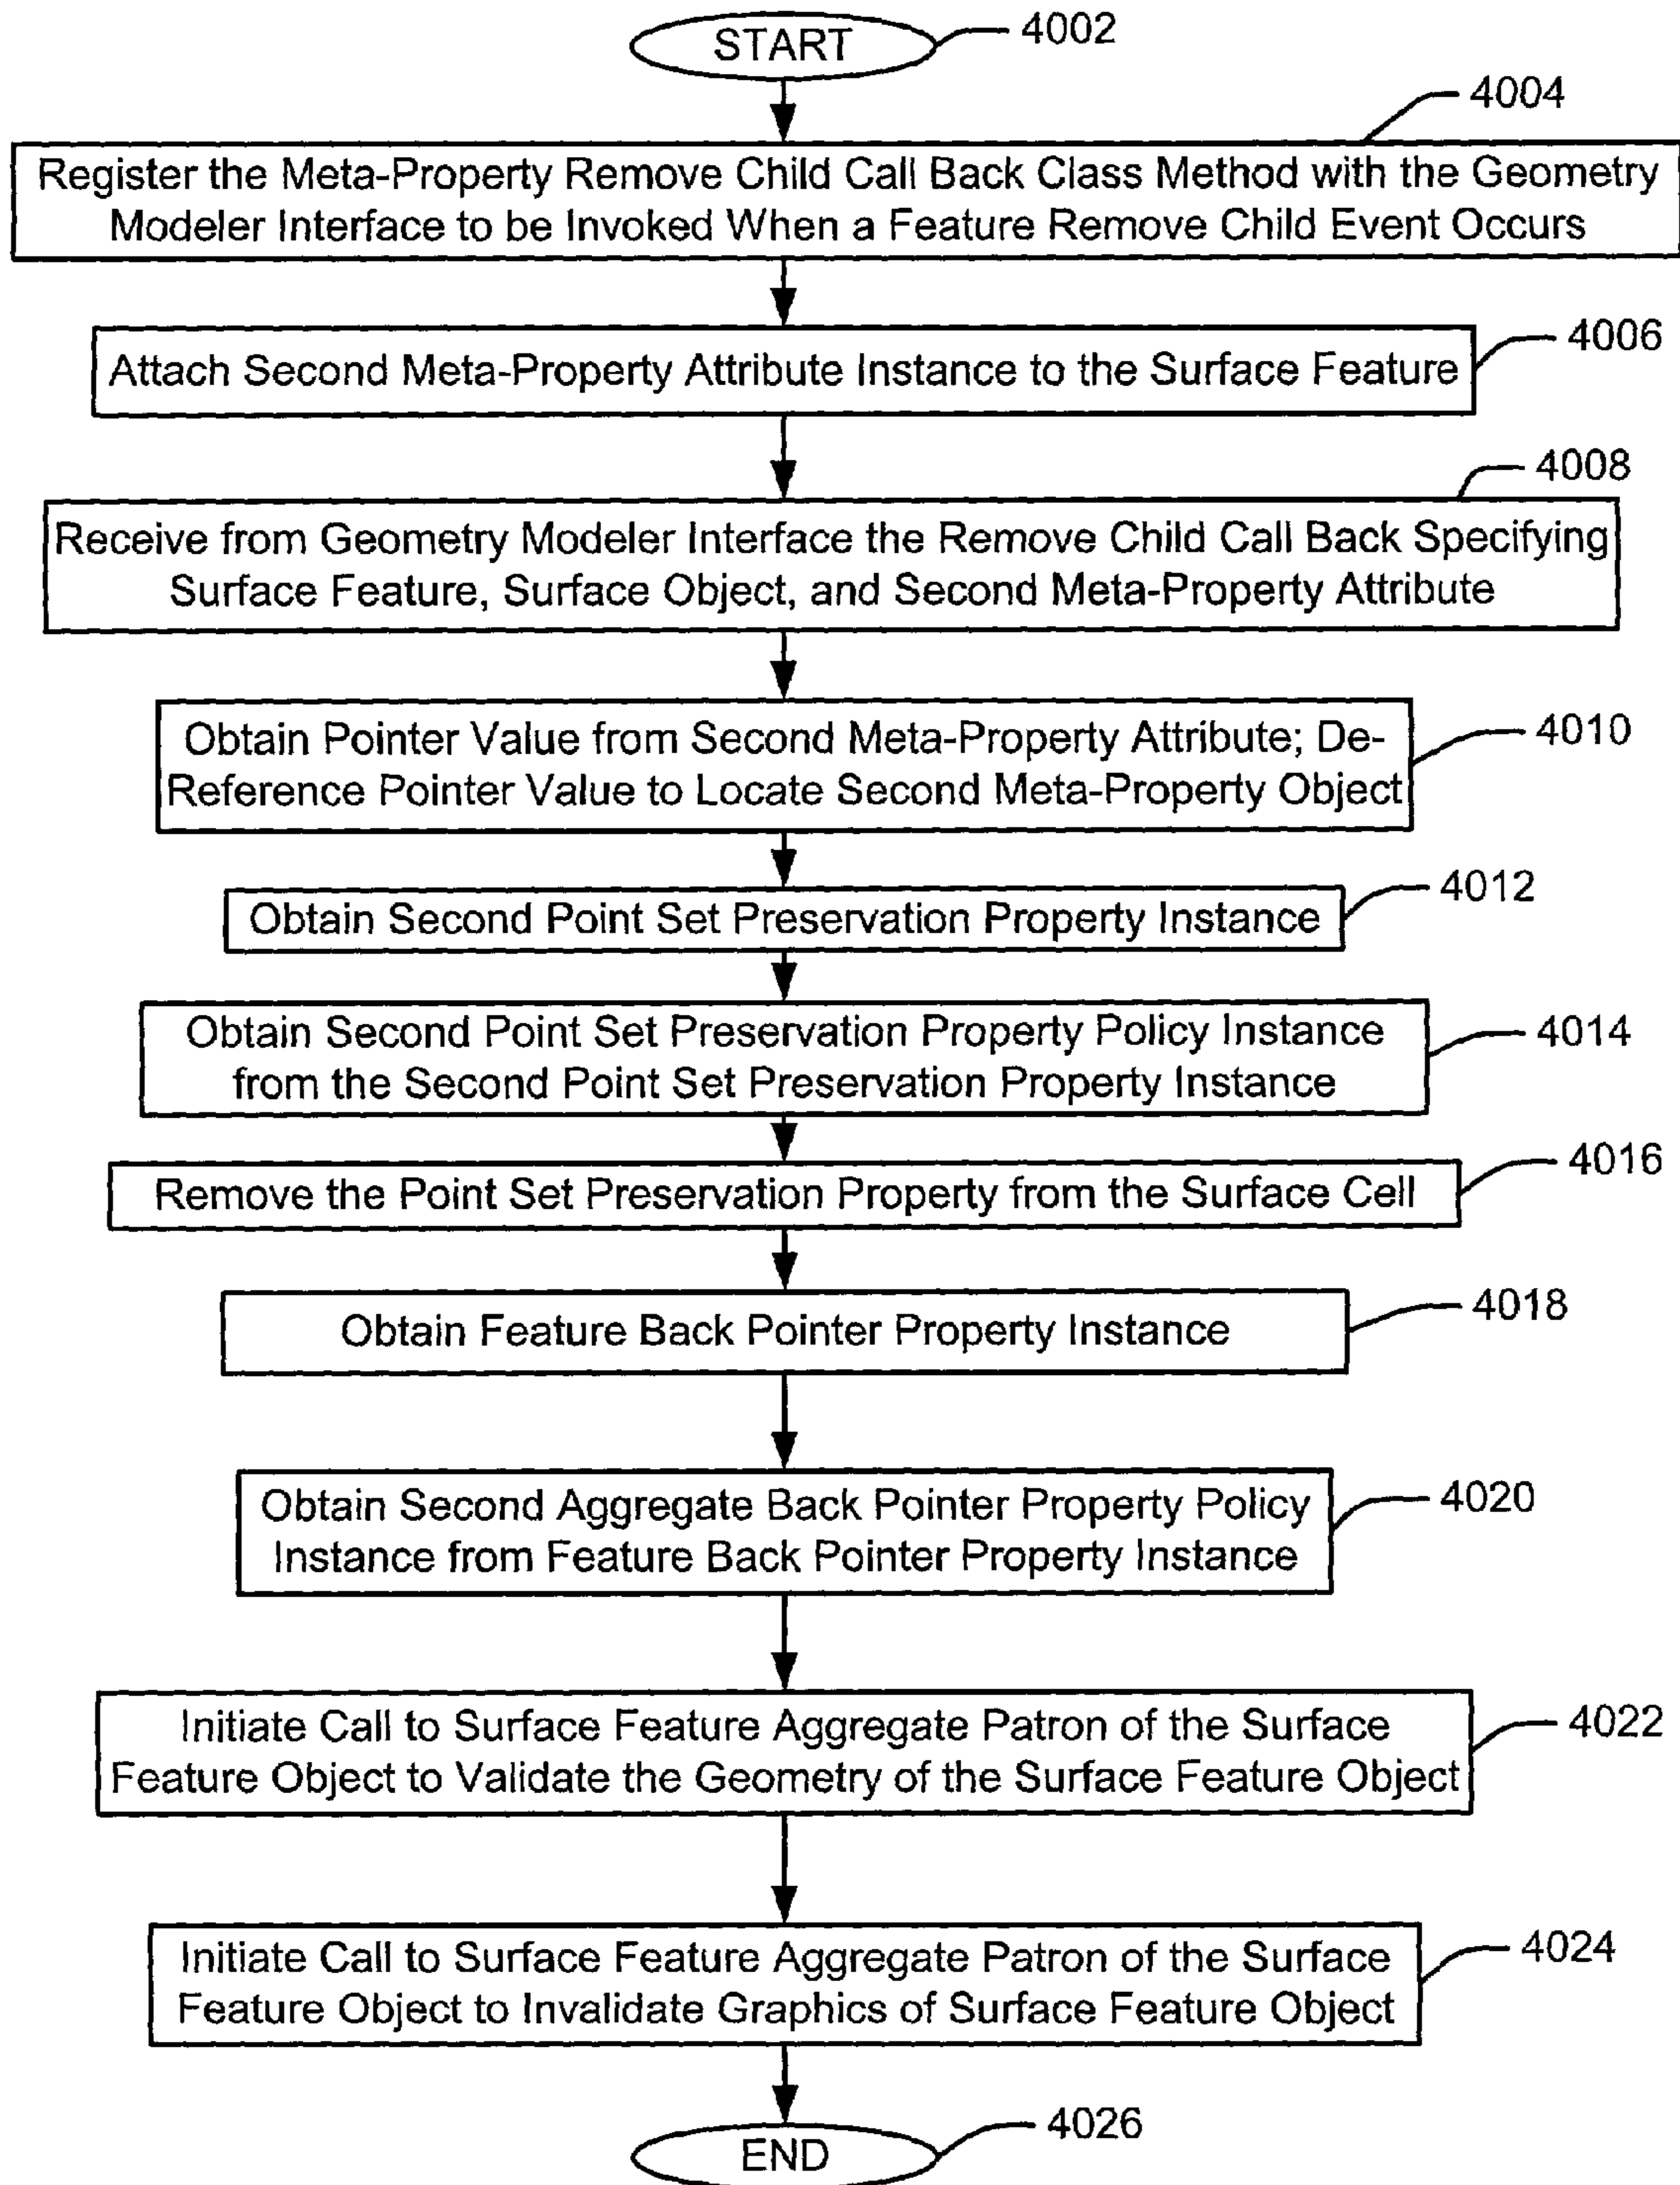 START
4002
4004
Register the Meta-Property Remove Child Call Back Class Method with the Geometry
Modeler Interface to be Invoked When a Feature Remove Child Event Occurs
4006
Attach Second Meta-Property Attribute Instance to the Surface Feature
4008
Receive from Geometry Modeler Interface the Remove Child Call Back Specifying
Surface Feature, Surface Object, and Second Meta-Property Attribute
4010
Obtain Pointer Value from Second Meta-Property Attribute; De-
Reference Pointer Value to Locate Second Meta-Property Object
4012
Obtain Second Point Set Preservation Property Instance
4014
Obtain Second Point Set Preservation Property Policy Instance
from the Second Point Set Preservation Property Instance
4016
Remove the Point Set Preservation Property from the Surface Cell
4018
Obtain Feature Back Pointer Property Instance
4020
Obtain Second Aggregate Back Pointer Property Policy
Instance from Feature Back Pointer Property Instance
4022
Initiate Call to Surface Feature Aggregate Patron of the Surface
Feature Object to Validate the Geometry of the Surface Feature Object
4024
Initiate Call to Surface Feature Aggregate Patron of the Surface
Feature Object to Invalidate Graphics of Surface Feature Object
4026
END